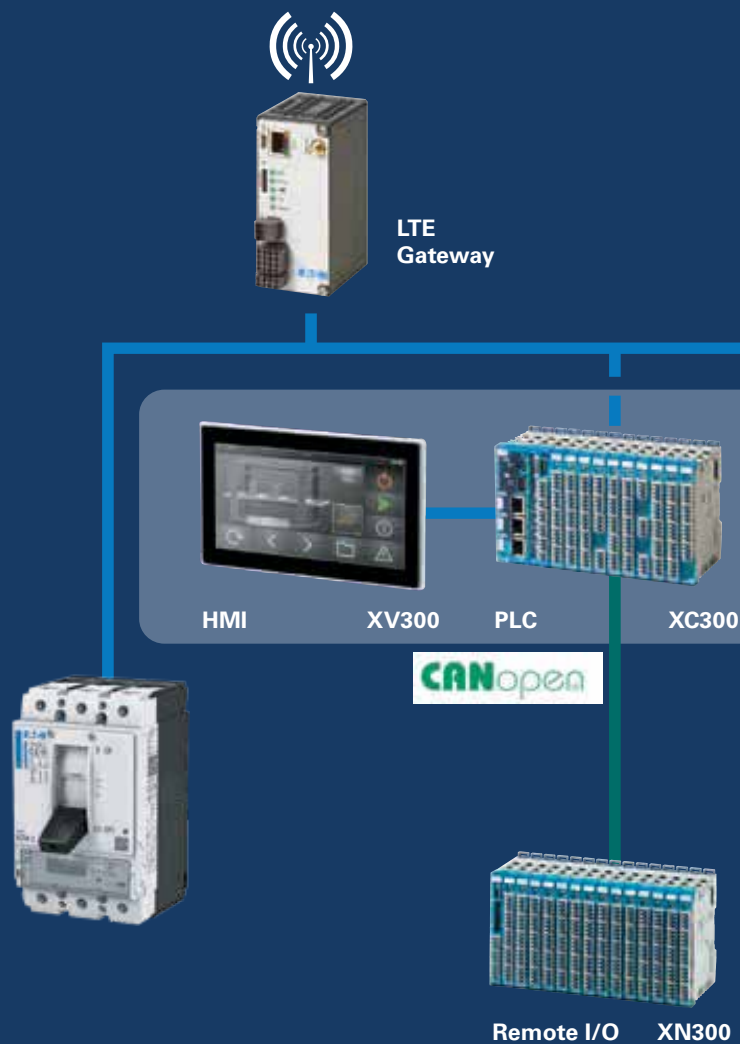 LTE
Gateway
HMI XV300 PLC XC300
CANopen
Remote I/O XN300